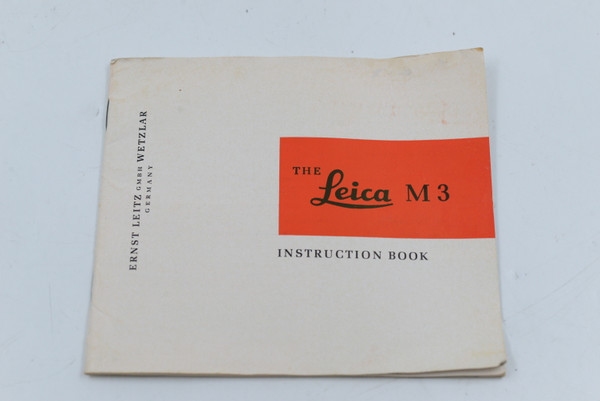 THE
Leica M3
INSTRUCTION BOOK
ERNST LEITZ GMBH WETZLAR
GERMANY